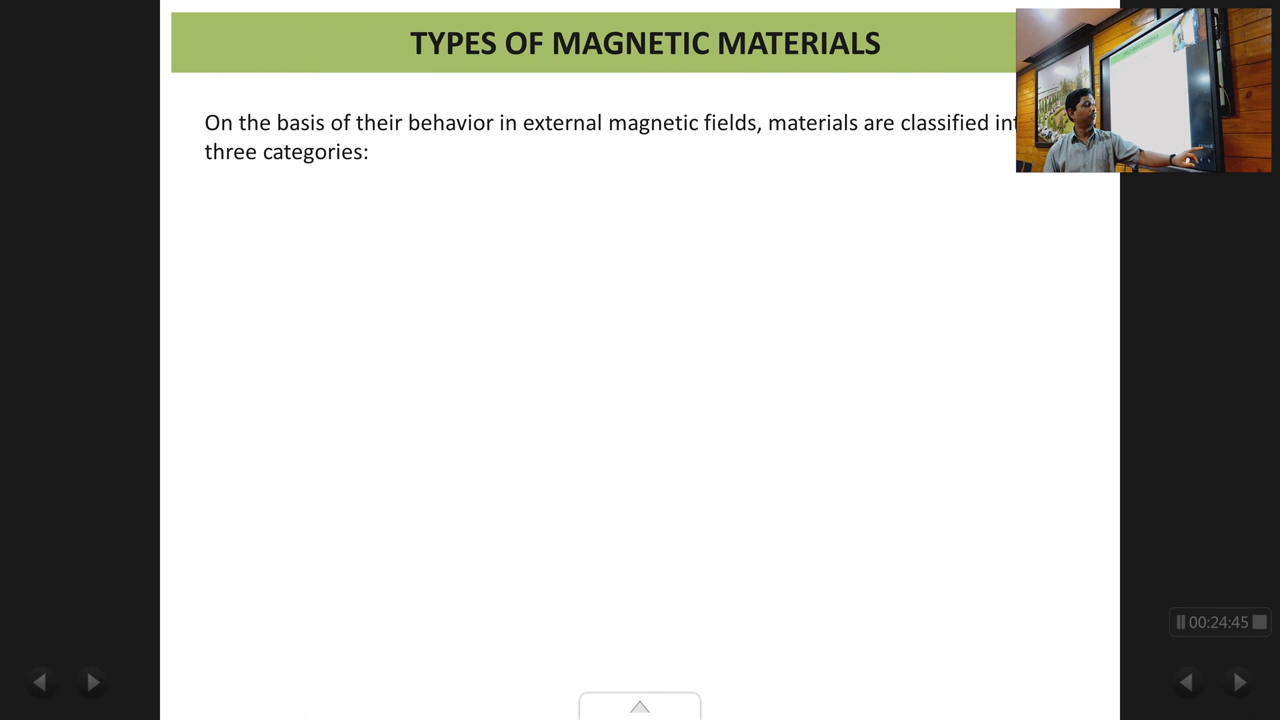 TYPES OF MAGNETIC MATERIALS
On the basis of their behavior in external magnetic fields, materials are classified
three categories:
00:24:45